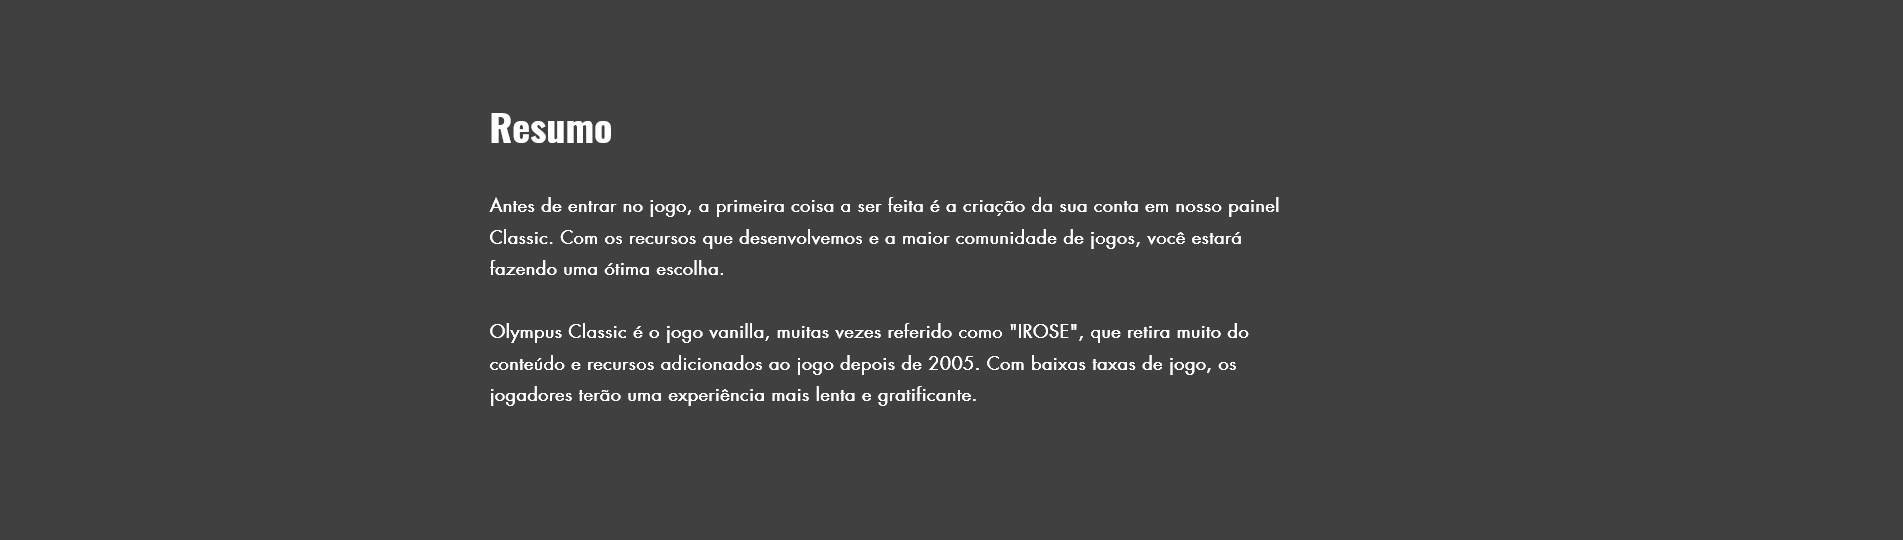 Resumo
Antes de entrar no jogo, a primeira coisa a ser feita é a criação da sua conta em nosso painel
Classic. Com os recursos que desenvolvemos e a maior comunidade de jogos, você estará
fazendo uma ótima escolha.
Olympus Classic é o jogo vanilla, muitas vezes referido como "IROSE", que retira muito do
conteúdo e recursos adicionados ao jogo depois de 2005. Com baixas taxas de jogo, os
jogadores terão uma experiência mais lenta e gratificante.